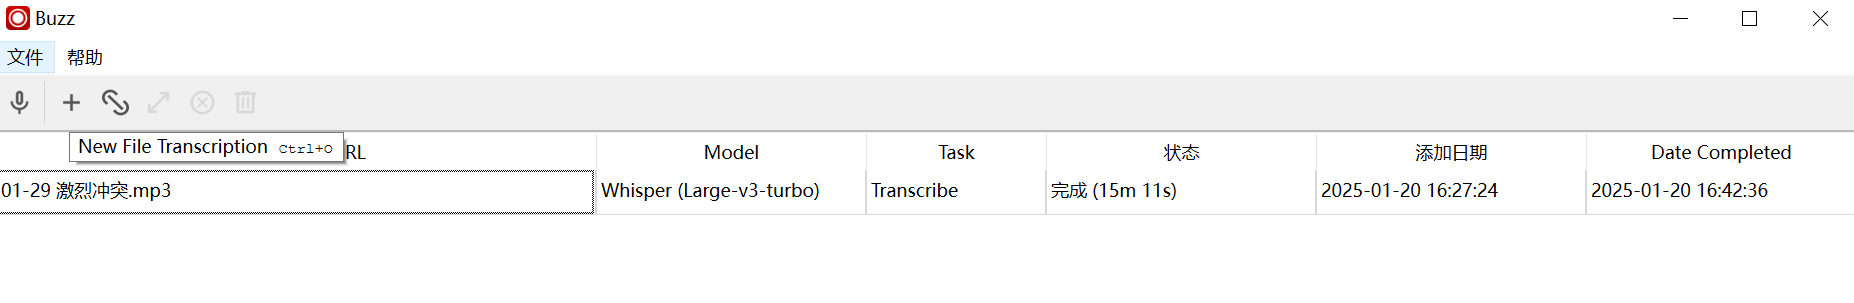 Buzz
文件 帮助
New File Transcription Ctrl+O
RL Model Task 状态 添加日期 Date Completed
01-29 激烈冲突.mp3 Whisper (Large-v3-turbo) Transcribe 完成 (15m 11s) 2025-01-20 16:27:24 2025-01-20 16:42:36